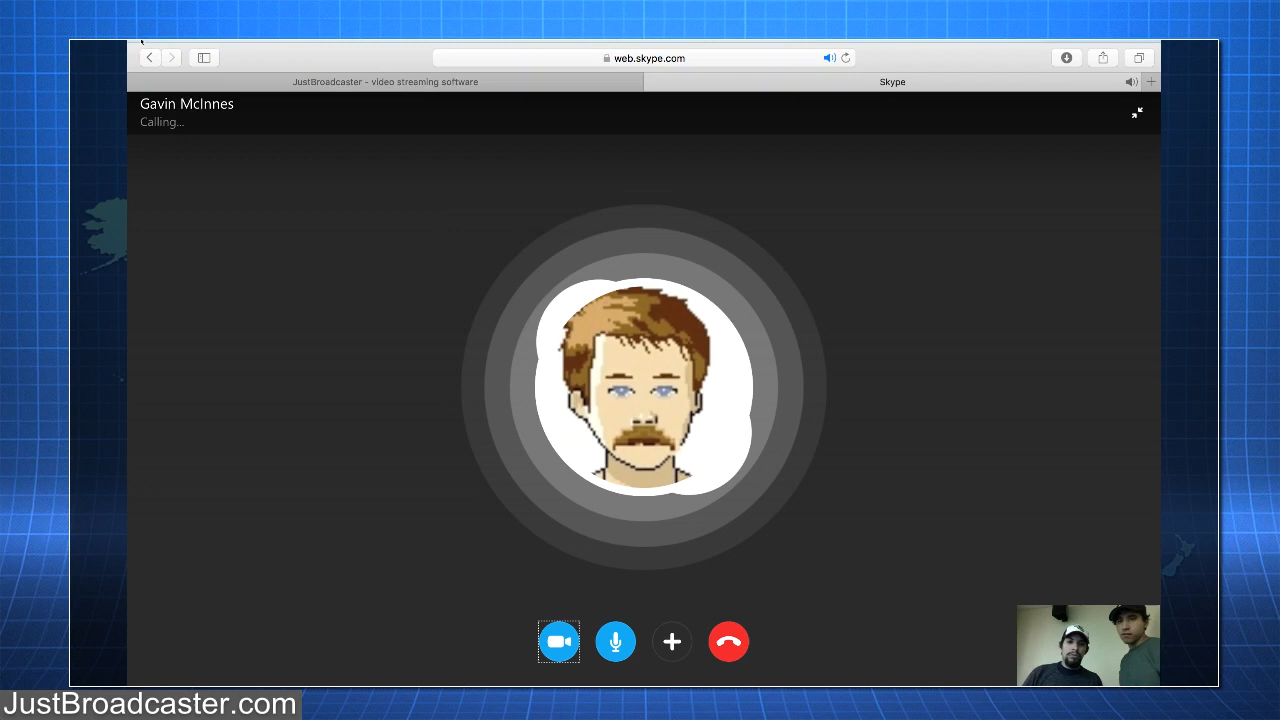 web.skype.com
JustBroadcaster - video streaming software
Skype
Gavin McInnes
Calling...
JustBroadcaster.com